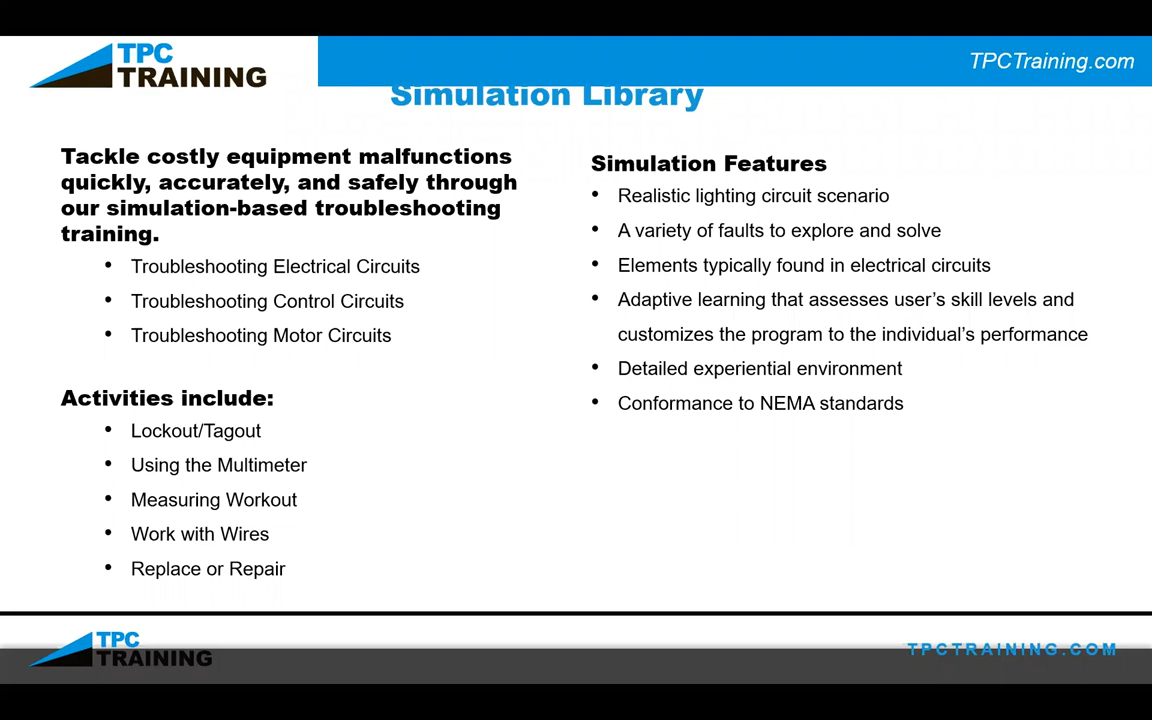 TPC
TRAINING
TPCTraining.com
Simulation Library
Tackle costly equipment malfunctions
quickly, accurately, and safely through
our simulation-based troubleshooting
training.
• Troubleshooting Electrical Circuits
• Troubleshooting Control Circuits
• Troubleshooting Motor Circuits
Activities include:
• Lockout/Tagout
• Using the Multimeter
• Measuring Workout
• Work with Wires
• Replace or Repair
Simulation Features
• Realistic lighting circuit scenario
• A variety of faults to explore and solve
• Elements typically found in electrical circuits
• Adaptive learning that assesses user’s skill levels and
customizes the program to the individual’s performance
• Detailed experiential environment
• Conformance to NEMA standards
TPC
TRAINING
TPCTRAINING.COM